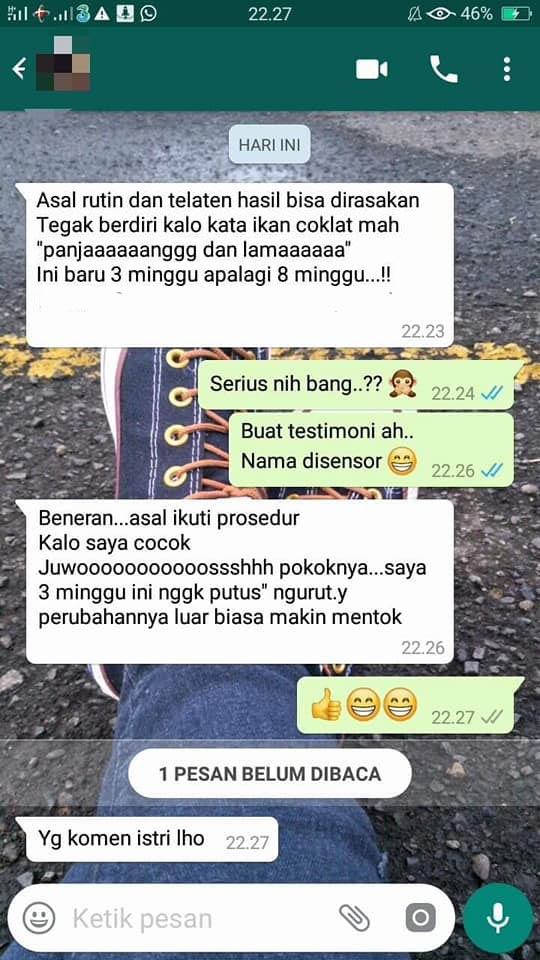 22.27
46%
HARI INI
Asal rutin dan telaten hasil bisa dirasakan
Tegak berdiri kalo kata ikan coklat mah
"panjaaaaaanggg dan lamaaaaaa"
Ini baru 3 minggu apalagi 8 minggu...!!
22.23
Serius nih bang..??
22.24
Buat testimoni ah..
Nama disensor
22.26
Beneran...asal ikuti prosedur
Kalo saya cocok
Juwooooooooooossshhh pokoknya...saya
3 minggu ini nggk putus" ngurut.y
perubahannya luar biasa makin mentok
22.26
22.27
1 PESAN BELUM DIBACA
Yg komen istri lho
22.27
Ketik pesan